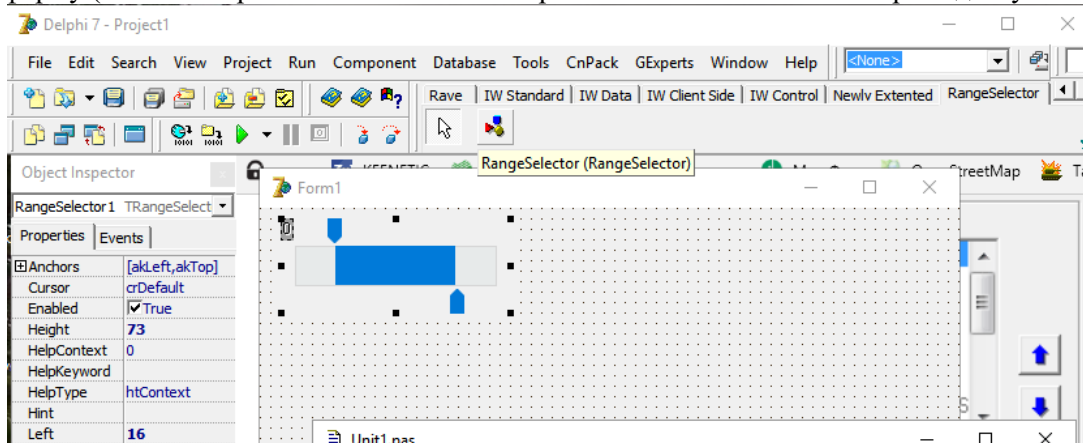 Delphi 7 - Project1
File Edit Search View Project Run Component Database Tools CnPack GExperts Window Help <None>
Rave IW Standard IW Data IW Client Side IW Control Newly Extented RangeSelector
RangeSelector (RangeSelector)
Object Inspector
StreetMap
Form1
RangeSelector1 TRangeSelect
Properties Events
0
Anchors [akLeft,akTop]
Cursor crDefault
Enabled True
Height 73
HelpContext 0
HelpKeyword
HelpType htContext
Hint
Left 16
Unit1.pas